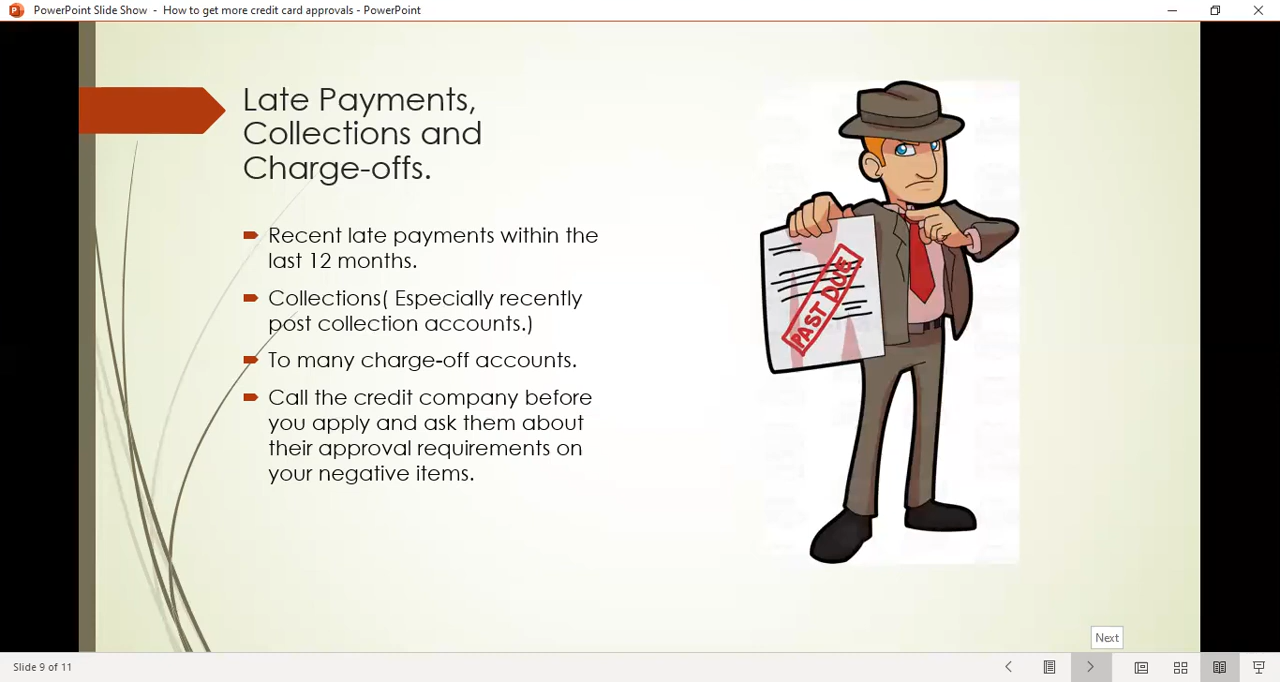 PowerPoint Slide Show - How to get more credit card approvals - PowerPoint
Late Payments,
Collections and
Charge-offs.
Recent late payments within the
last 12 months.
Collections( Especially recently
post collection accounts.)
To many charge-off accounts.
Call the credit company before
you apply and ask them about
their approval requirements on
your negative items.
PAST DUE
Next
Slide 9 of 11